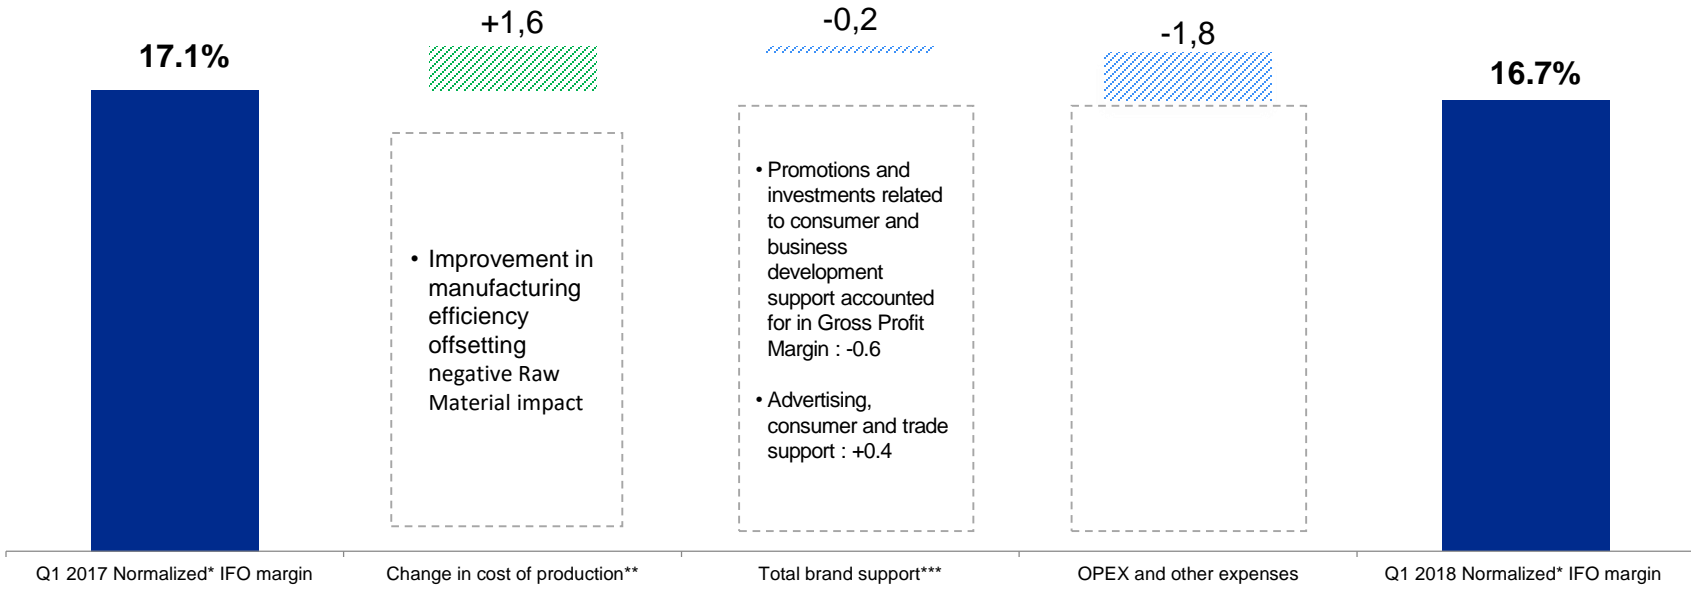 17.1%
+1,6
-0,2
-1,8
16.7%
• Improvement in
manufacturing
efficiency
offsetting
negative Raw
Material impact
• Promotions and
investments related
to consumer and
business
development
support accounted
for in Gross Profit
Margin : -0.6
• Advertising,
consumer and trade
support : +0.4
Q1 2017 Normalized* IFO margin
Change in cost of production**
Total brand support***
OPEX and other expenses
Q1 2018 Normalized* IFO margin